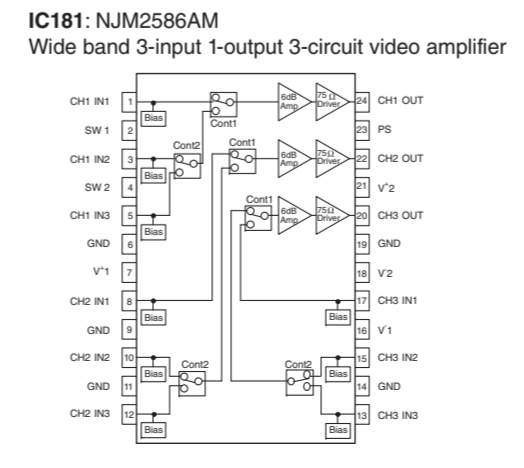 IC181: NJM2586AM
Wide band 3-input 1-output 3-circuit video amplifier
CH1 IN1 1 Bias Cont1 6dB Amp 75Ω Driver 24 CH1 OUT
SW 1 2 23 PS
CH1 IN2 3 Bias Cont2 Cont1 6dB Amp 75Ω Driver 22 CH2 OUT
SW 2 4 21 V+2
CH1 IN3 5 Bias Cont1 6dB Amp 75Ω Driver 20 CH3 OUT
GND 6 19 GND
V+1 7 18 V-2
CH2 IN1 8 Bias Bias 17 CH3 IN1
GND 9 16 V-1
CH2 IN2 10 Bias Cont2 Cont2 Bias 15 CH3 IN2
GND 11 14 GND
CH2 IN3 12 Bias Bias 13 CH3 IN3